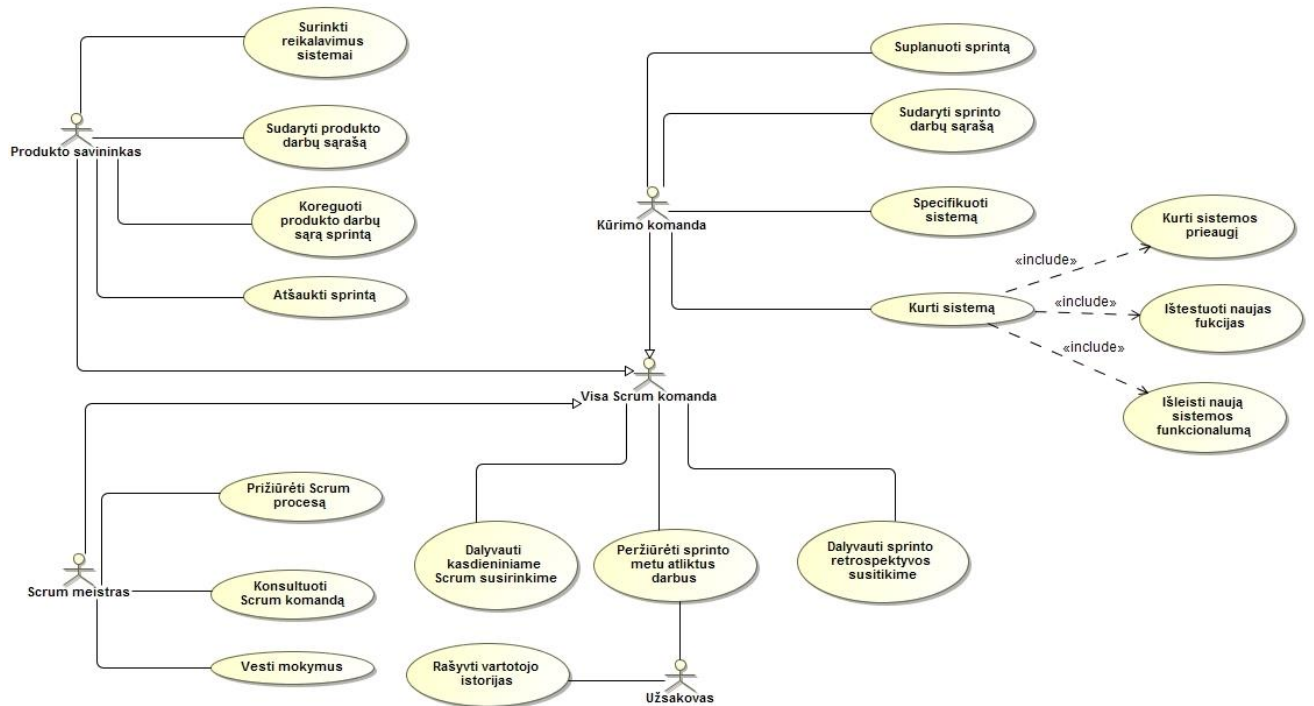 Surinkti
reikalavimus
sistemai
Sudaryti produkto
darbų sąrašą
Produkto savininkas
Koreguoti
produkto darbų
sąrą sprintą
Atšaukti sprintą
Suplanuoti sprintą
Sudaryti sprinto
darbų sąrašą
Specifikuoti
sistemą
Kūrimo komanda
Kurti sistemą
«include»
«include»
«include»
Kurti sistemos
prieaugį
Ištestuoti naujas
fukcijas
Išleisti naują
sistemos
funkcionalumą
Visa Scrum komanda
Prižiūrėti Scrum
procesą
Scrum meistras
Konsultuoti
Scrum komandą
Vesti mokymus
Dalyvauti
kasdieniniame
Scrum susirinkime
Peržiūrėti sprinto
metu atliktus
darbus
Dalyvauti sprinto
retrospektyvos
susitikime
Rašyvti vartotojo
istorijas
Užsakovas